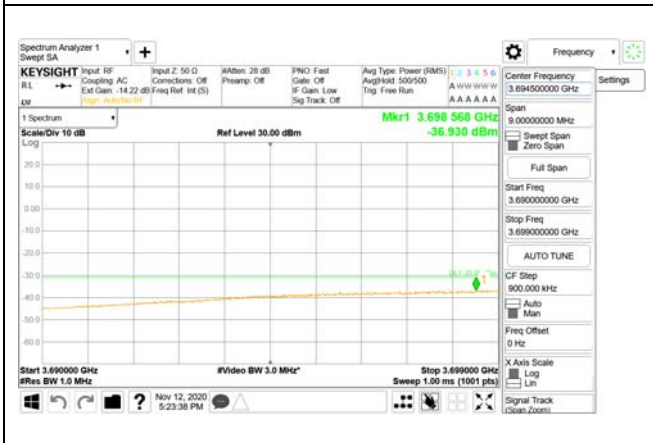 Spectrum Analyzer 1
Swept SA
+
Frequency
KEYSIGHT
RL
Input: RF
Coupling: AC
Ext Gain: -14.22 dB
Align: Auto/No RF
Input Z: 50 Ω
Corrections: Off
Freq Ref: Int (S)
#Atten: 28 dB
Preamp: Off
PNO: Fast
Gate: Off
IF Gain: Low
Sig Track: Off
Avg Type: Power (RMS)
Avg|Hold: 500/500
Trig: Free Run
1 2 3 4 5 6
A W W W W W
A A A A A A
1 Spectrum
Scale/Div 10 dB
Ref Level 30.00 dBm
Mkr1 3.698 568 GHz
-36.930 dBm
Log
20.0
10.0
0.00
-10.0
-20.0
-30.0
-40.0
-50.0
-60.0
1
Start 3.690000 GHz
#Res BW 1.0 MHz
#Video BW 3.0 MHz*
Stop 3.699000 GHz
Sweep 1.00 ms (1001 pts)
Nov 12, 2020
5:23:38 PM
Center Frequency
3.694500000 GHz
Settings
Span
9.00000000 MHz
Swept Span
Zero Span
Full Span
Start Freq
3.690000000 GHz
Stop Freq
3.699000000 GHz
AUTO TUNE
CF Step
900.000 kHz
Auto
Man
Freq Offset
0 Hz
X Axis Scale
Log
Lin
Signal Track
(Span Zoom)